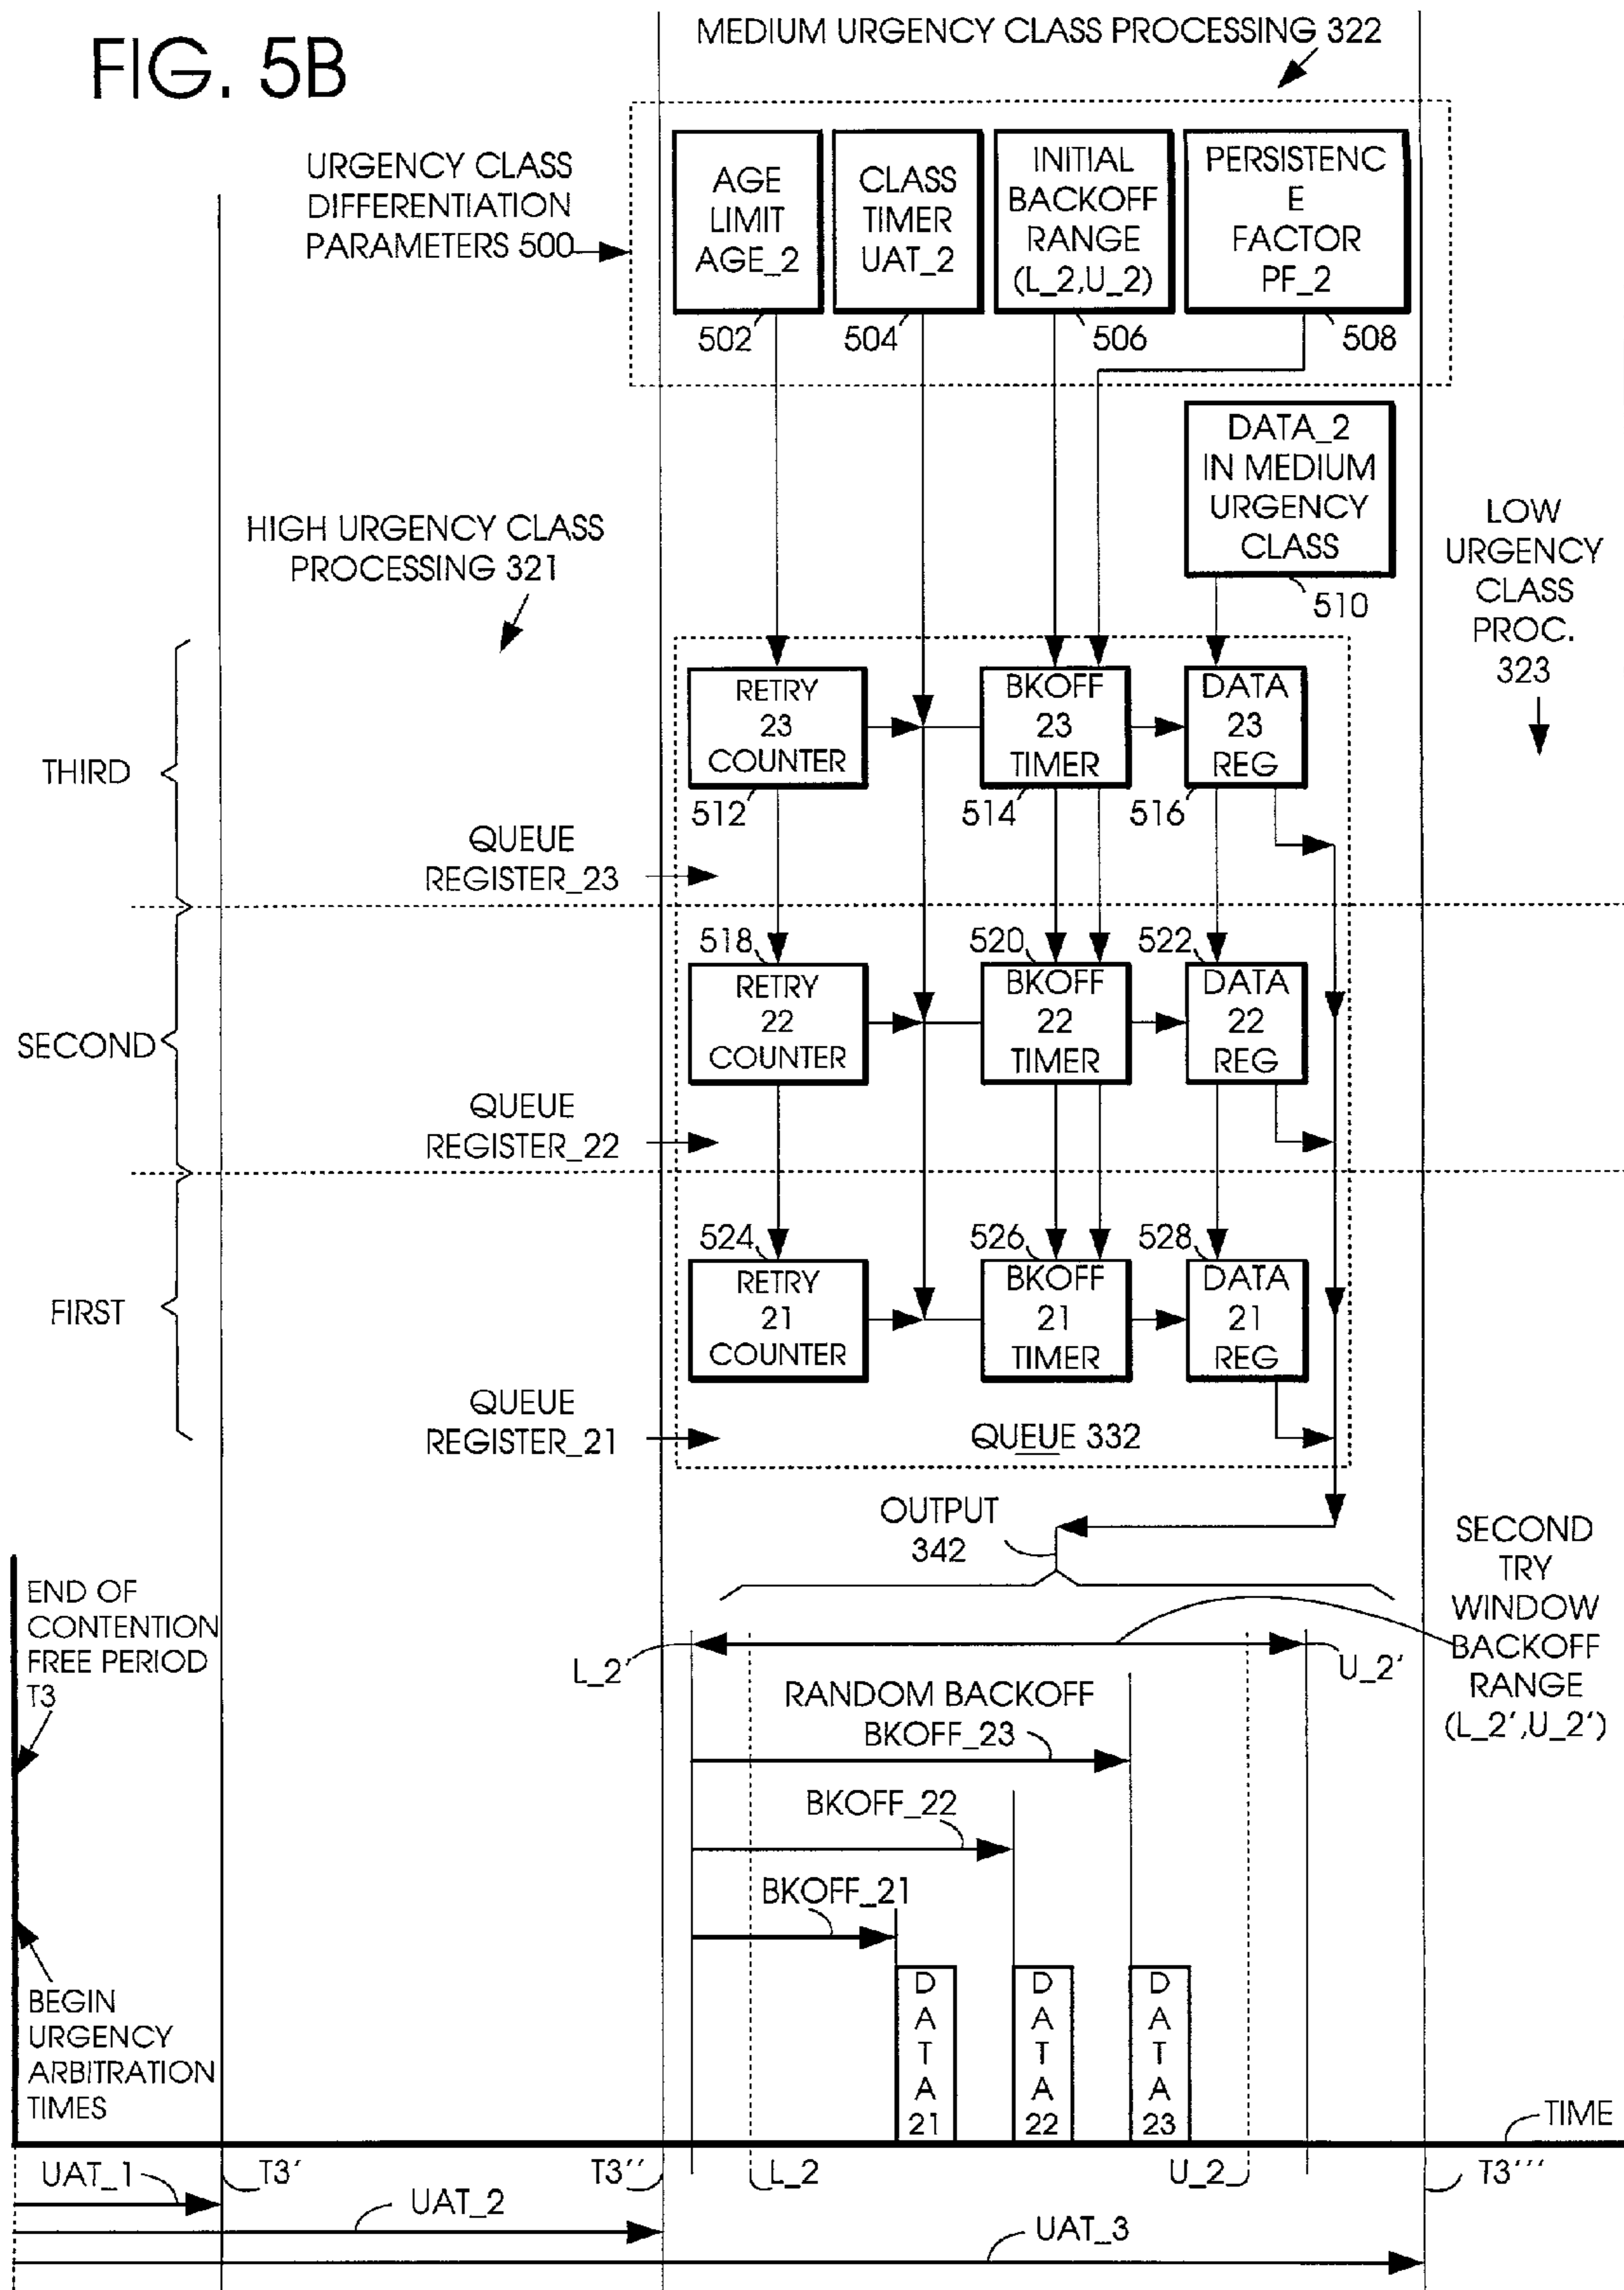 FIG. 5B
MEDIUM URGENCY CLASS PROCESSING 322
URGENCY CLASS
DIFFERENTIATION
PARAMETERS 500
AGE
LIMIT
AGE_2
502
CLASS
TIMER
UAT_2
504
INITIAL
BACKOFF
RANGE
(L_2,U_2)
506
PERSISTENC
E
FACTOR
PF_2
508
DATA_2
IN MEDIUM
URGENCY
CLASS
510
HIGH URGENCY CLASS
PROCESSING 321
LOW
URGENCY
CLASS
PROC.
323
THIRD
RETRY
23
COUNTER
512
BKOFF
23
TIMER
514
DATA
23
REG
516
QUEUE
REGISTER_23
SECOND
518
RETRY
22
COUNTER
520
BKOFF
22
TIMER
522
DATA
22
REG
QUEUE
REGISTER_22
FIRST
524
RETRY
21
COUNTER
526
BKOFF
21
TIMER
528
DATA
21
REG
QUEUE
REGISTER_21
QUEUE 332
OUTPUT
342
SECOND
TRY
WINDOW
BACKOFF
RANGE
(L_2',U_2')
END OF
CONTENTION
FREE PERIOD
T3
L_2'
U_2'
RANDOM BACKOFF
BKOFF_23
BKOFF_22
BKOFF_21
BEGIN
URGENCY
ARBITRATION
TIMES
D
A
T
A
21
D
A
T
A
22
D
A
T
A
23
TIME
UAT_1
T3'
T3''
L_2
U_2
T3'''
UAT_2
UAT_3